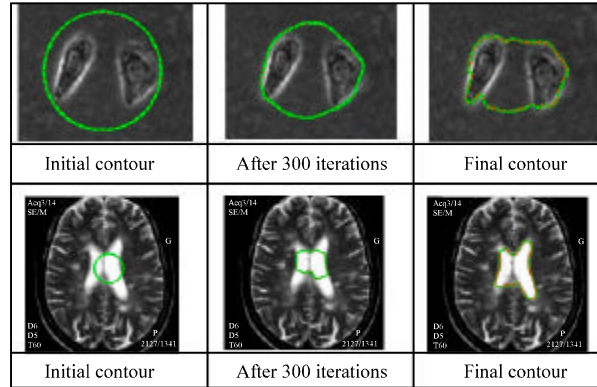 Initial contour
After 300 iterations
Final contour
Acq3/14
SE/M
G
D6
D5
T60
P
2127/1341
Acq3/14
SE/M
G
D6
D5
T60
P
2127/1341
Acq3/14
SE/M
G
D6
D5
T60
P
2127/1341
Initial contour
After 300 iterations
Final contour